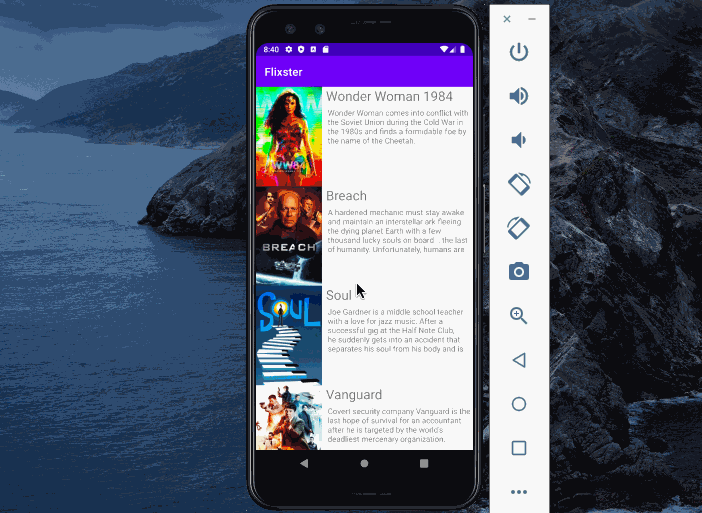 8:40
Flixster
Wonder Woman 1984
Wonder Woman comes into conflict with
the Soviet Union during the Cold War in
the 1980s and finds a formidable foe by
the name of the Cheetah.
WW84
Breach
A hardened mechanic must stay awake
and maintain an interstellar ark fleeing
the dying planet Earth with a few
thousand lucky souls on board... the last
of humanity. Unfortunately, humans are
BREACH
Soul
Joe Gardner is a middle school teacher
with a love for jazz music. After a
successful gig at the Half Note Club,
he suddenly gets into an accident that
separates his soul from his body and is
SOUL
Vanguard
Covert security company Vanguard is the
last hope of survival for an accountant
after he is targeted by the world's
deadliest mercenary organization.